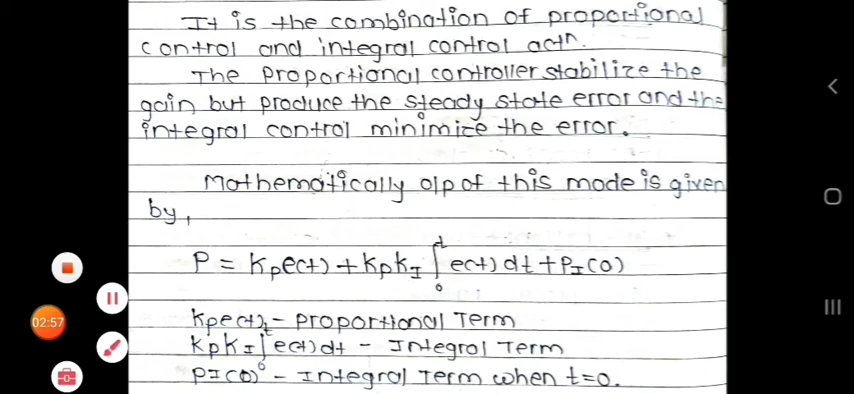 It is the combination of proportional
control and integral control actn.
The proportional controller stabilize the
gain but produce the steady state error and the
integral control minimize the error.
Mathematically o/p of this mode is given
by,
P = Kpe(t) + KpKI ∫₀ᵗ e(t) dt + PI(0)
Kpe(t) - Proportional Term
KpKI ∫₀ᵗ e(t) dt - Integral Term
PI(0) - Integral Term when t=0.
02:57